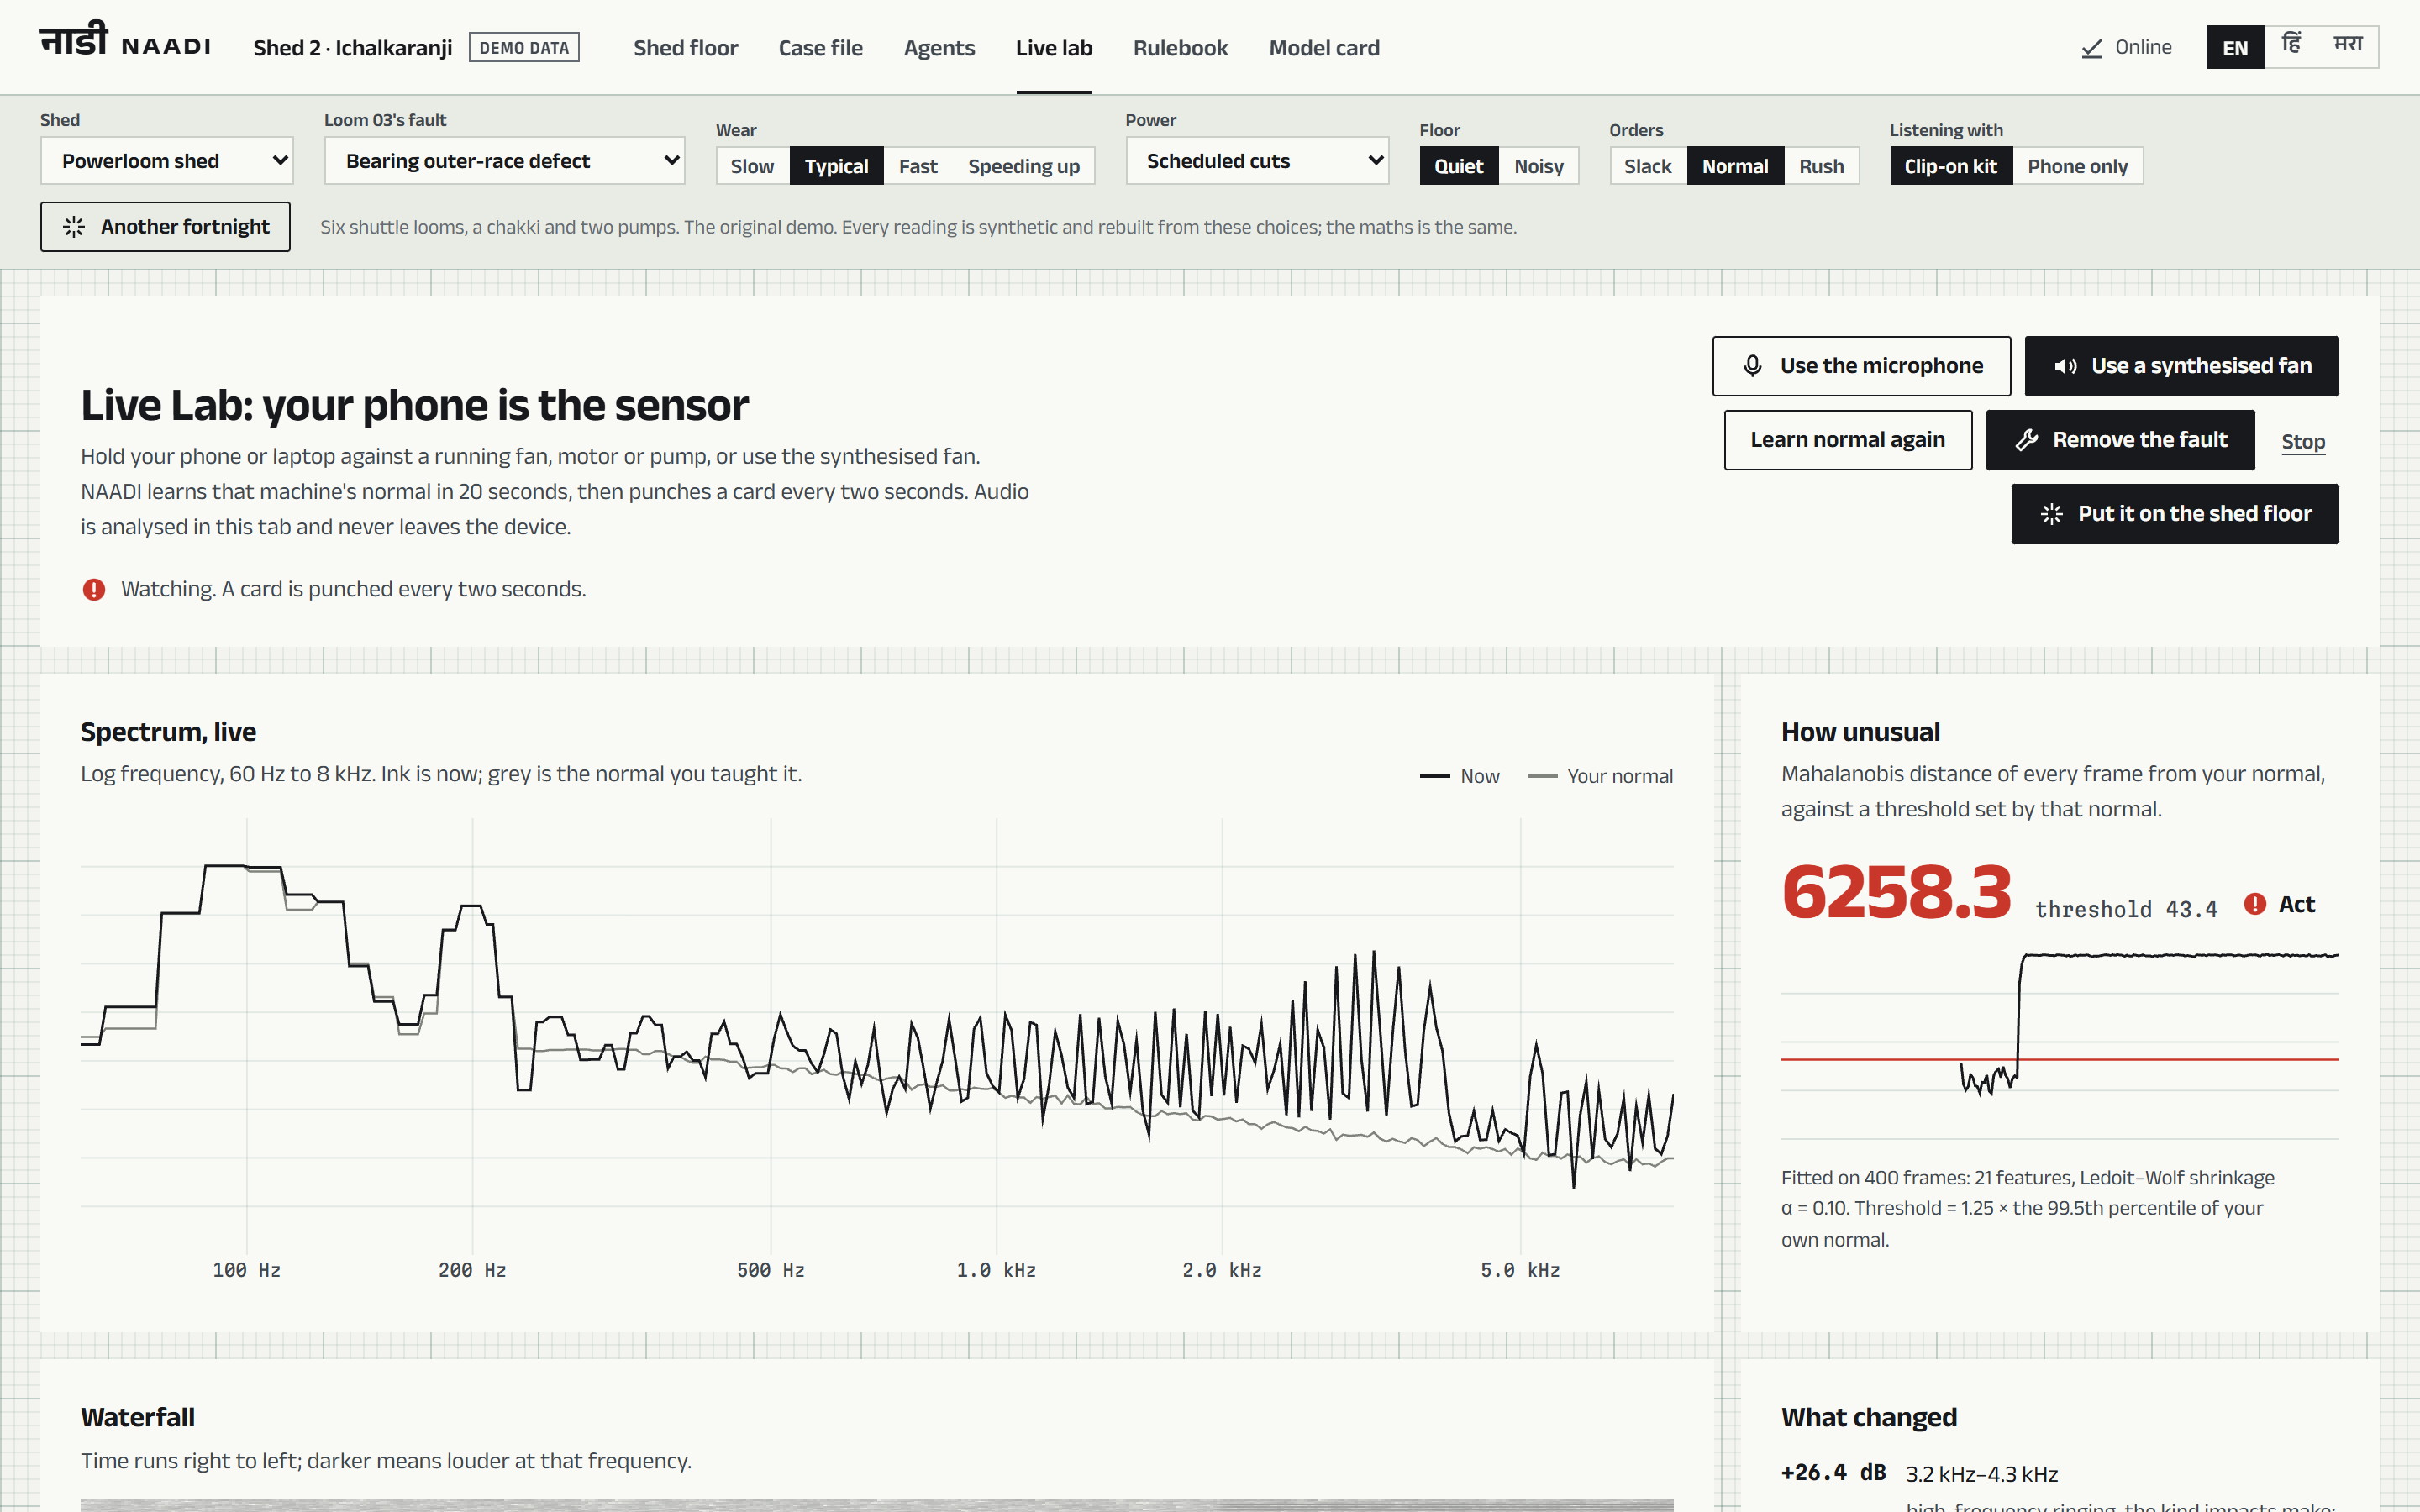 नाडी NAADI
Shed 2 · Ichalkaranji
DEMO DATA
Shed floor
Case file
Agents
Live lab
Rulebook
Model card
Online
EN
हिं
मरा
Shed
Powerloom shed
Loom 03's fault
Bearing outer-race defect
Wear
Slow
Typical
Fast
Speeding up
Power
Scheduled cuts
Floor
Quiet
Noisy
Orders
Slack
Normal
Rush
Listening with
Clip-on kit
Phone only
Another fortnight
Six shuttle looms, a chakki and two pumps. The original demo. Every reading is synthetic and rebuilt from these choices; the maths is the same.
Live Lab: your phone is the sensor
Hold your phone or laptop against a running fan, motor or pump, or use the synthesised fan.
NAADI learns that machine's normal in 20 seconds, then punches a card every two seconds. Audio
is analysed in this tab and never leaves the device.
Watching. A card is punched every two seconds.
Use the microphone
Use a synthesised fan
Learn normal again
Remove the fault
Stop
Put it on the shed floor
Spectrum, live
Log frequency, 60 Hz to 8 kHz. Ink is now; grey is the normal you taught it.
Now
Your normal
100 Hz
200 Hz
500 Hz
1.0 kHz
2.0 kHz
5.0 kHz
How unusual
Mahalanobis distance of every frame from your normal,
against a threshold set by that normal.
6258.3
threshold 43.4
Act
Fitted on 400 frames: 21 features, Ledoit–Wolf shrinkage
α = 0.10. Threshold = 1.25 × the 99.5th percentile of your
own normal.
Waterfall
Time runs right to left; darker means louder at that frequency.
What changed
+26.4 dB
3.2 kHz–4.3 kHz
high-frequency ringing, the kind impacts make;